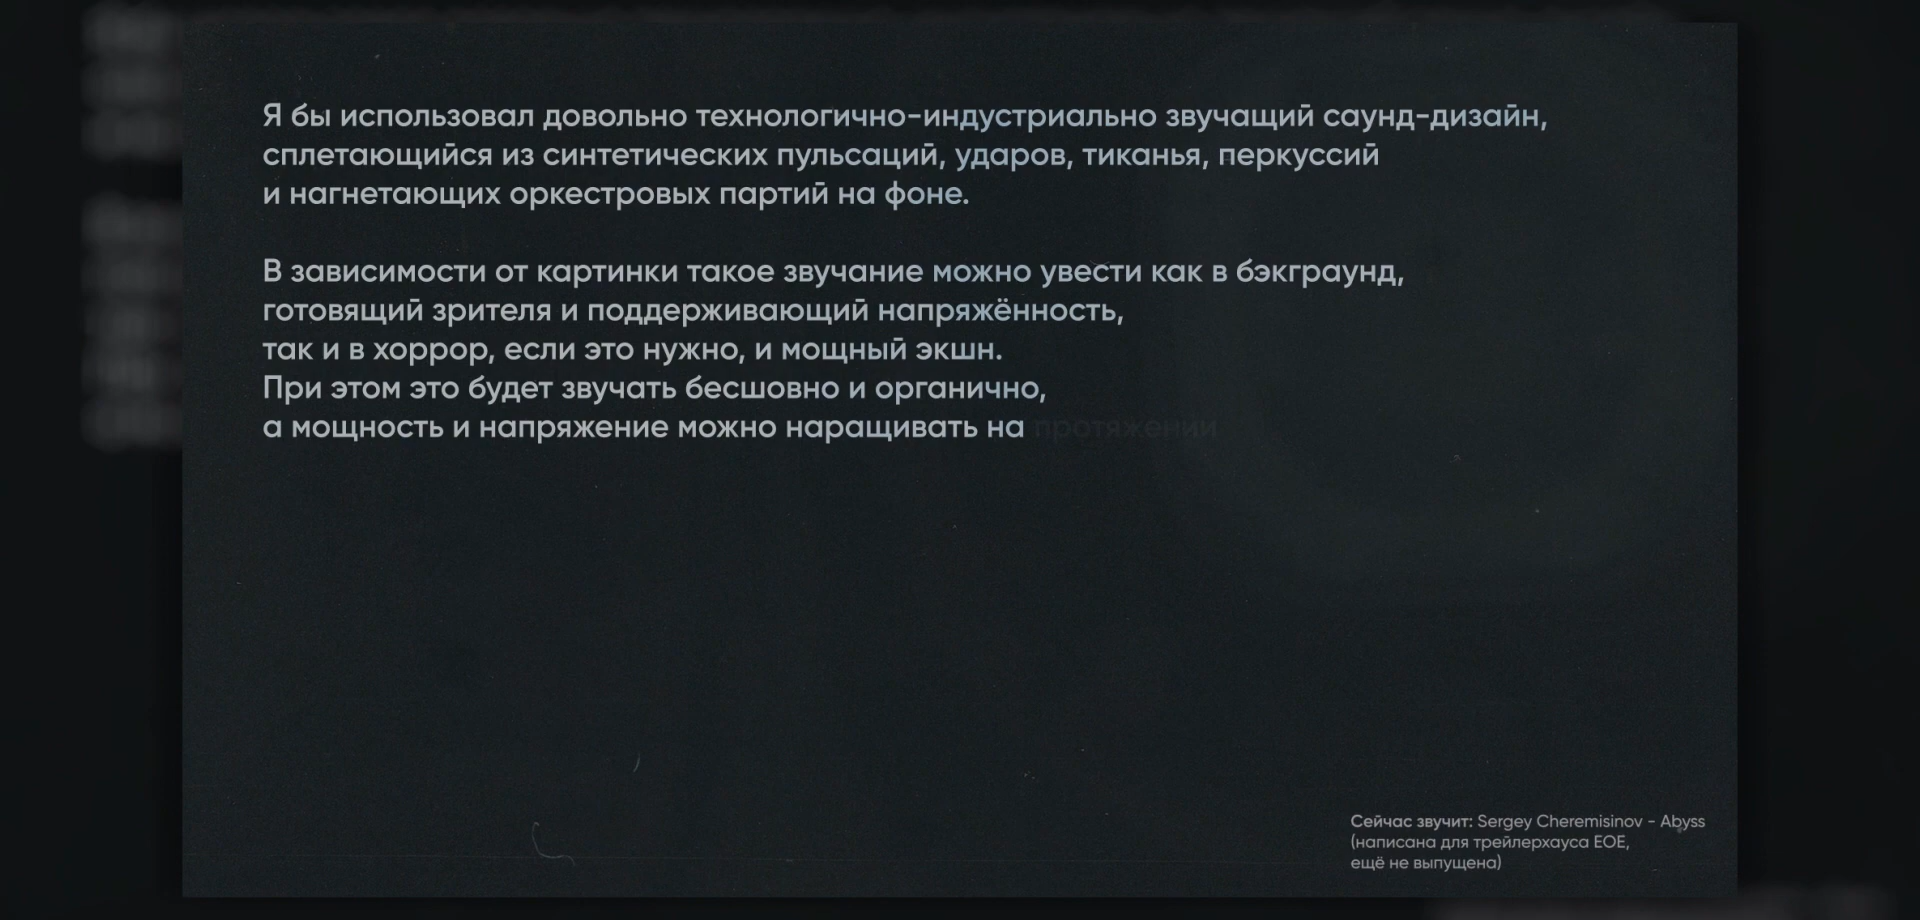 Я бы использовал довольно технологично-индустриально звучащий саунд-дизайн,
сплетающийся из синтетических пульсаций, ударов, тиканья, перкуссий
и нагнетающих оркестровых партий на фоне.
В зависимости от картинки такое звучание можно увести как в бэкграунд,
готовящий зрителя и поддерживающий напряжённость,
так и в хоррор, если это нужно, и мощный экшн.
При этом это будет звучать бесшовно и органично,
а мощность и напряжение можно наращивать на протяжении
Сейчас звучит: Sergey Cheremisinov - Abyss
(написана для трейлерхауса EOE,
ещё не выпущена)